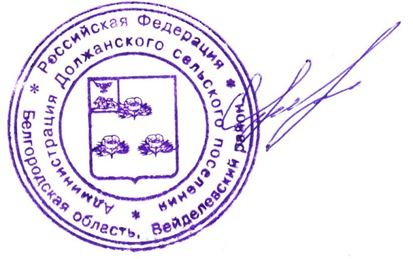 * Российская Федерация *
Белгородская область, Вейделевский район
* Администрация Должанского сельского поселения